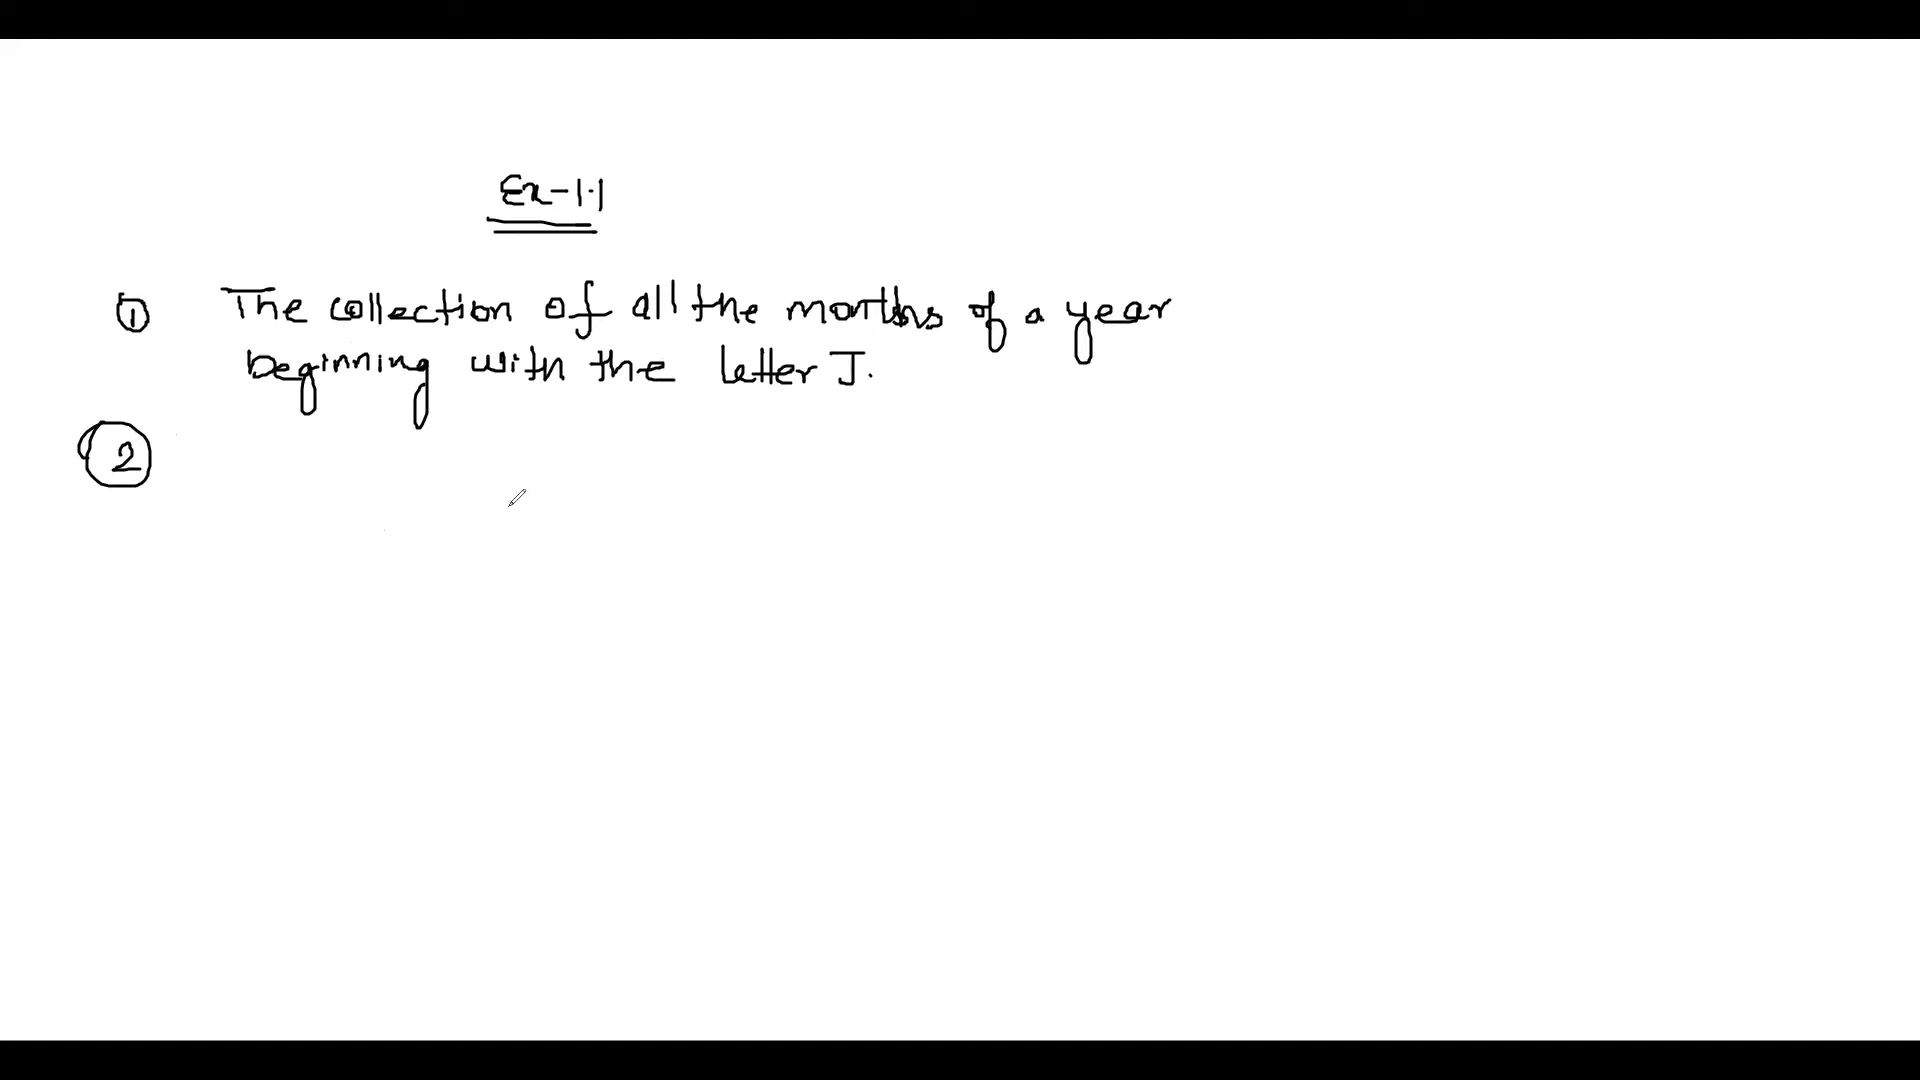 Ex-1.1
① The collection of all the months of a year
beginning with the letter J.
②